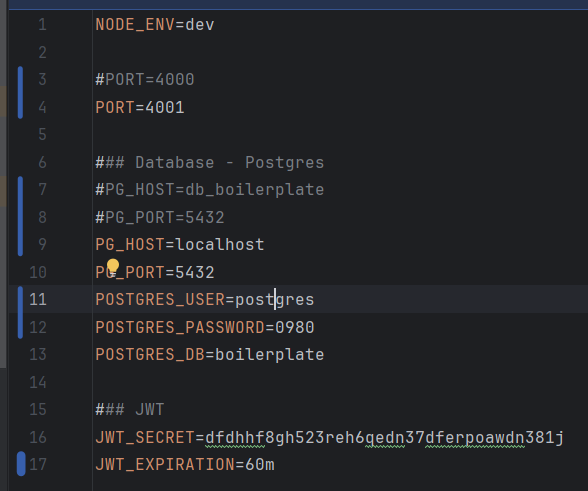 1 NODE_ENV=dev
2
3 #PORT=4000
4 PORT=4001
5
6 ### Database - Postgres
7 #PG_HOST=db_boilerplate
8 #PG_PORT=5432
9 PG_HOST=localhost
10 PG_PORT=5432
11 POSTGRES_USER=postgres
12 POSTGRES_PASSWORD=0980
13 POSTGRES_DB=boilerplate
14
15 ### JWT
16 JWT_SECRET=dfdhhf8gh523reh6qedn37dferpoawdn381j
17 JWT_EXPIRATION=60m